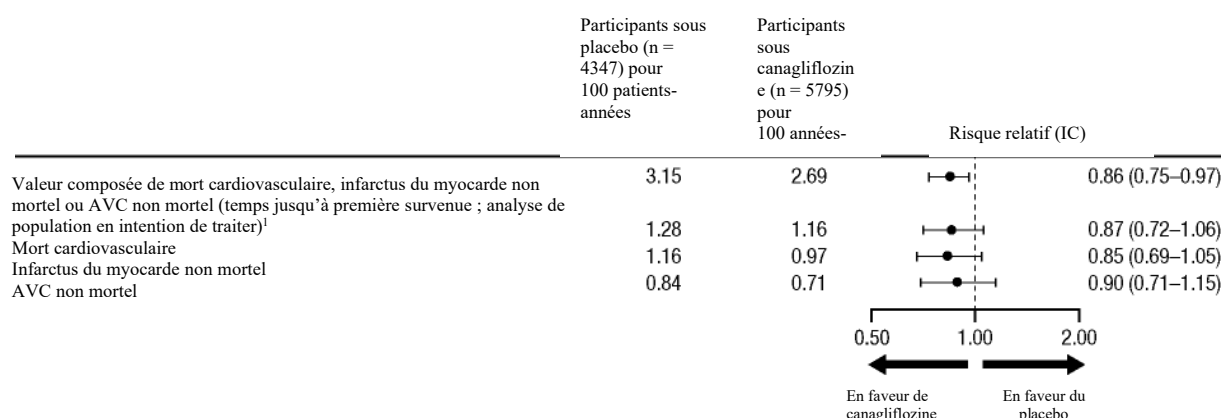 Participants sous
placebo (n =
4347) pour
100 patients-
années
Participants
sous
canagliflozin
e (n = 5795)
pour
100 années-
Risque relatif (IC)
Valeur composée de mort cardiovasculaire, infarctus du myocarde non
mortel ou AVC non mortel (temps jusqu’à première survenue ; analyse de
population en intention de traiter)¹
3.15 2.69 0.86 (0.75–0.97)
Mort cardiovasculaire
1.28 1.16 0.87 (0.72–1.06)
Infarctus du myocarde non mortel
1.16 0.97 0.85 (0.69–1.05)
AVC non mortel
0.84 0.71 0.90 (0.71–1.15)
0.50 1.00 2.00
En faveur de
canagliflozine
En faveur du
placebo